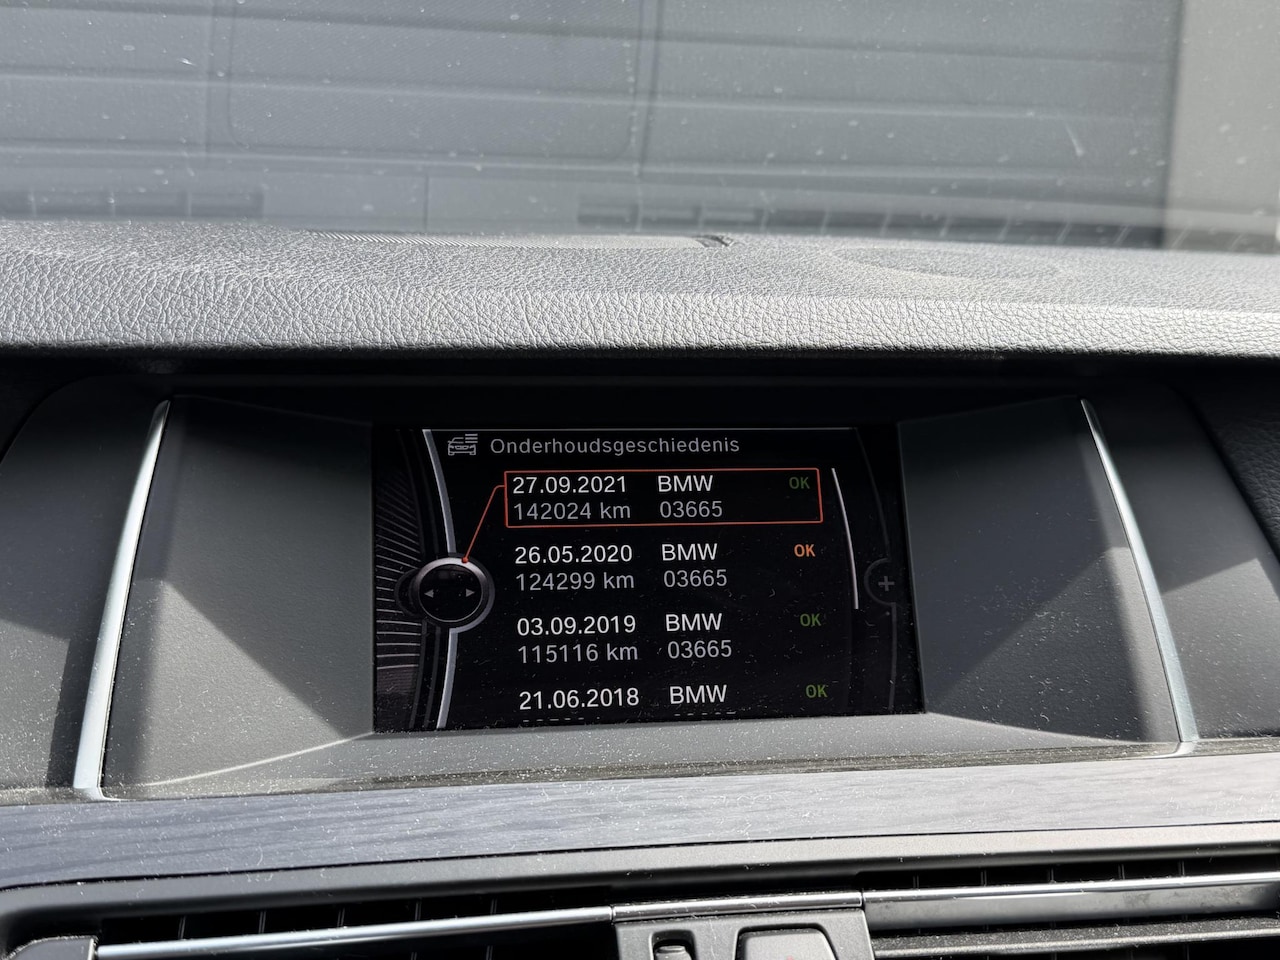 Onderhoudsgeschiedenis
27.09.2021 BMW OK
142024 km 03665
26.05.2020 BMW OK
124299 km 03665
03.09.2019 BMW OK
115116 km 03665
21.06.2018 BMW OK